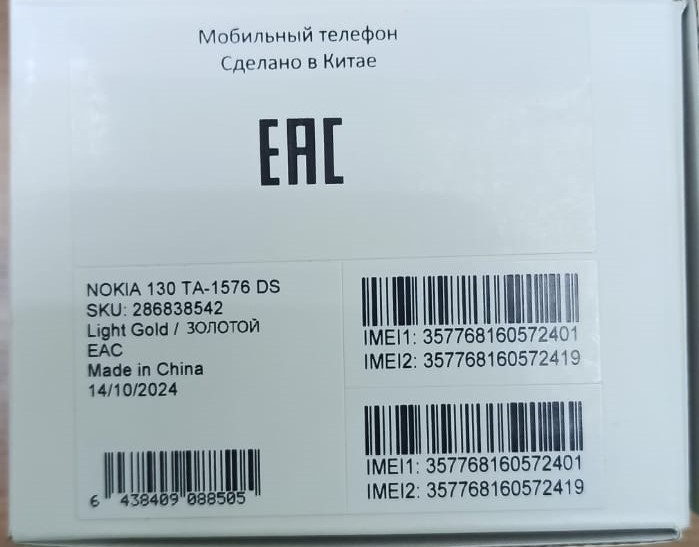 Мобильный телефон
Сделано в Китае
EAC
NOKIA 130 TA-1576 DS
SKU: 286838542
Light Gold / ЗОЛОТОЙ
EAC
Made in China
14/10/2024
6 438409 088505
IMEI1: 357768160572401
IMEI2: 357768160572419
IMEI1: 357768160572401
IMEI2: 357768160572419